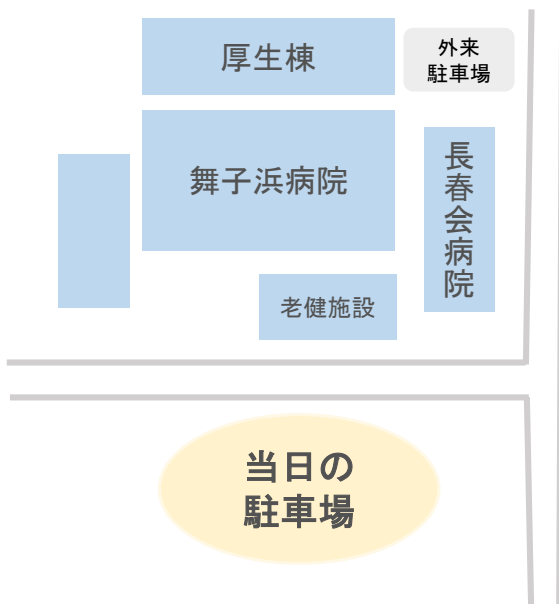 厚生棟
外来
駐車場
舞子浜病院
長春会病院
老健施設
当日の
駐車場